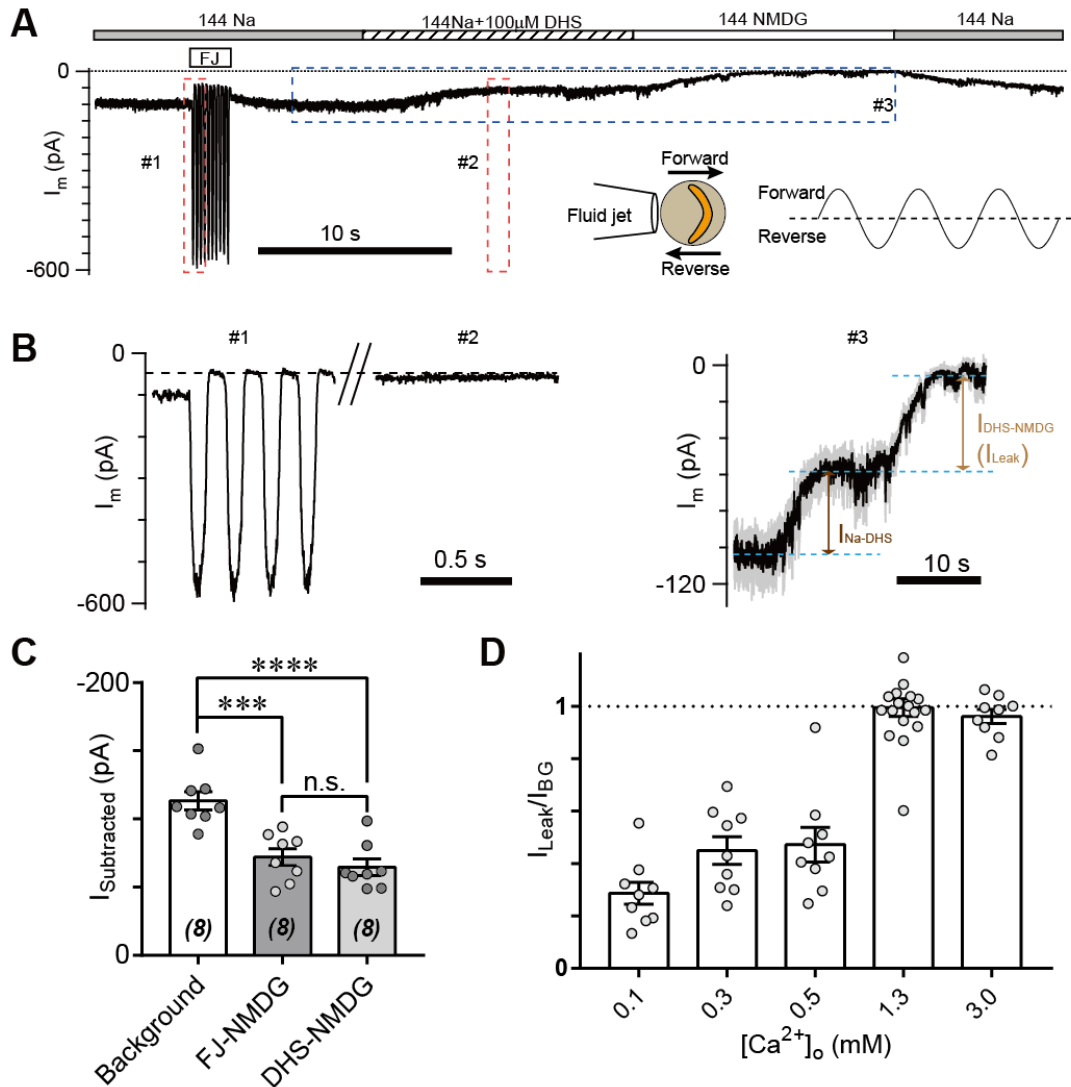 A
144 Na
144Na+100μM DHS
144 NMDG
144 Na
FJ
0
#3
#1
#2
Im (pA)
Forward
Fluid jet
Reverse
Forward
Reverse
10 s
-600
B
#1
#2
#3
0
0
Im (pA)
Im (pA)
IDHS-NMDG
(ILeak)
INa-DHS
0.5 s
-600
-120
10 s
C
D
-200
****
***
n.s.
ISubtracted (pA)
(8)
(8)
(8)
0
Background
FJ-NMDG
DHS-NMDG
1
ILeak/IBG
1
0.1
0.3
0.5
1.3
3.0
[Ca2+]o (mM)